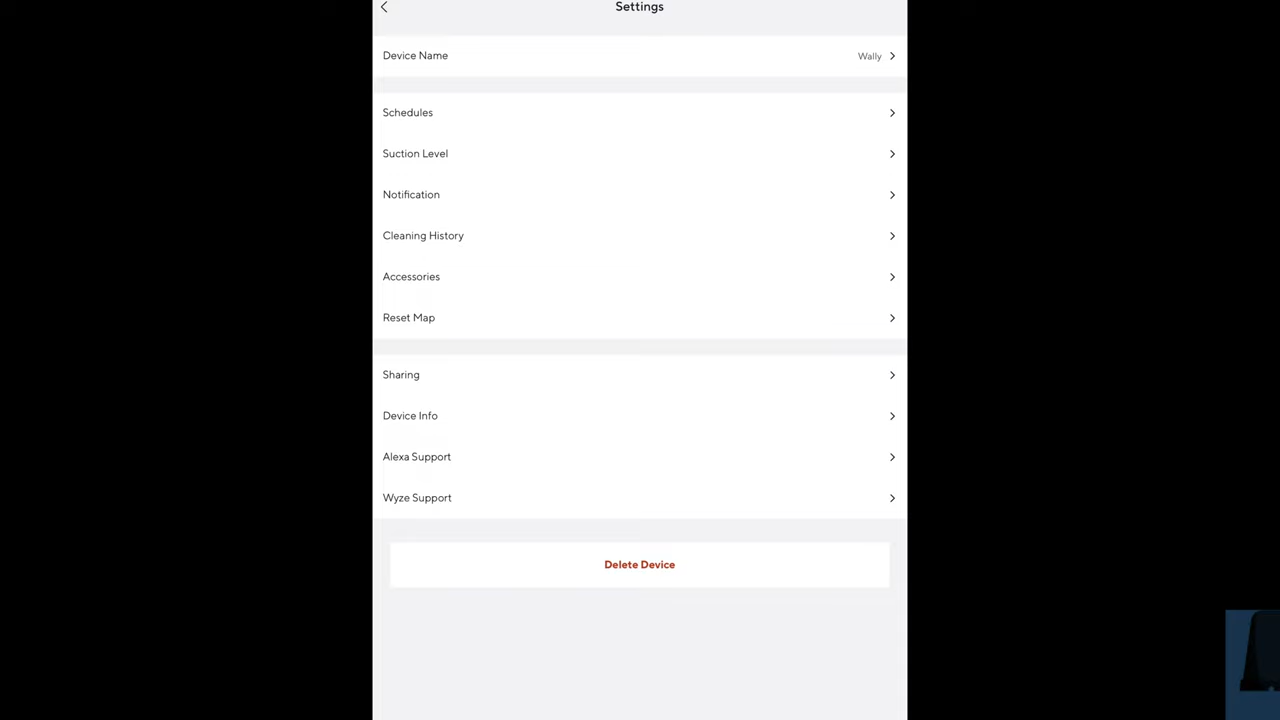 Settings
Device Name Wally
Schedules
Suction Level
Notification
Cleaning History
Accessories
Reset Map
Sharing
Device Info
Alexa Support
Wyze Support
Delete Device